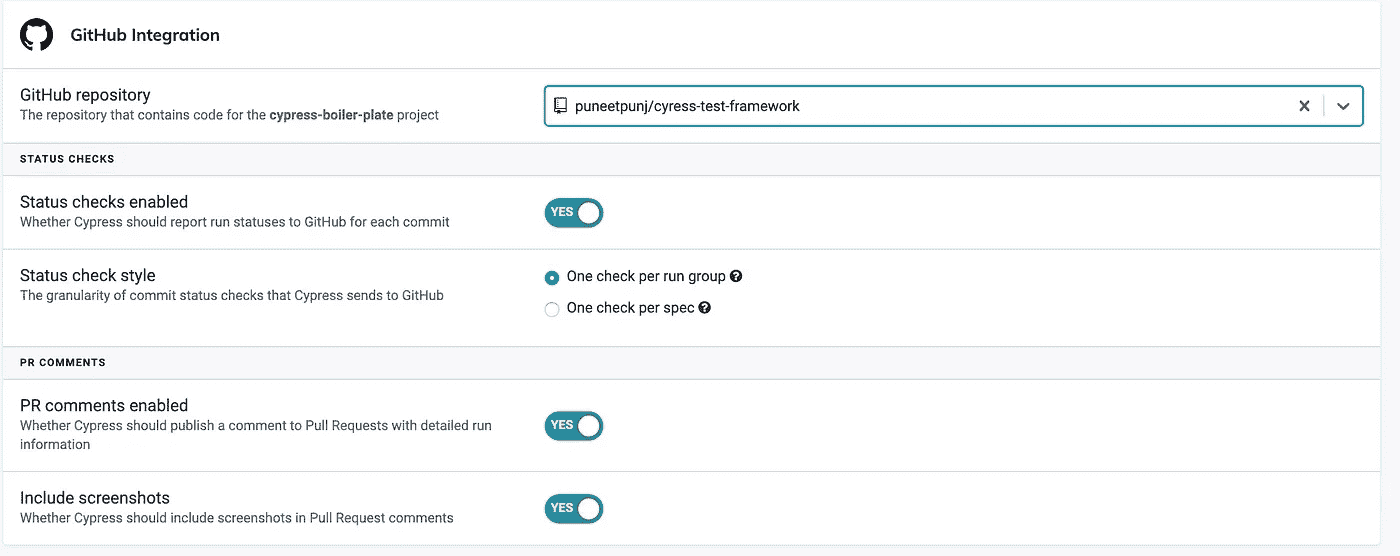 GitHub Integration
GitHub repository
The repository that contains code for the cypress-boiler-plate project
puneetpunj/cyress-test-framework
STATUS CHECKS
Status checks enabled
Whether Cypress should report run statuses to GitHub for each commit
YES
Status check style
The granularity of commit status checks that Cypress sends to GitHub
One check per run group
One check per spec
PR COMMENTS
PR comments enabled
Whether Cypress should publish a comment to Pull Requests with detailed run
information
YES
Include screenshots
Whether Cypress should include screenshots in Pull Request comments
YES